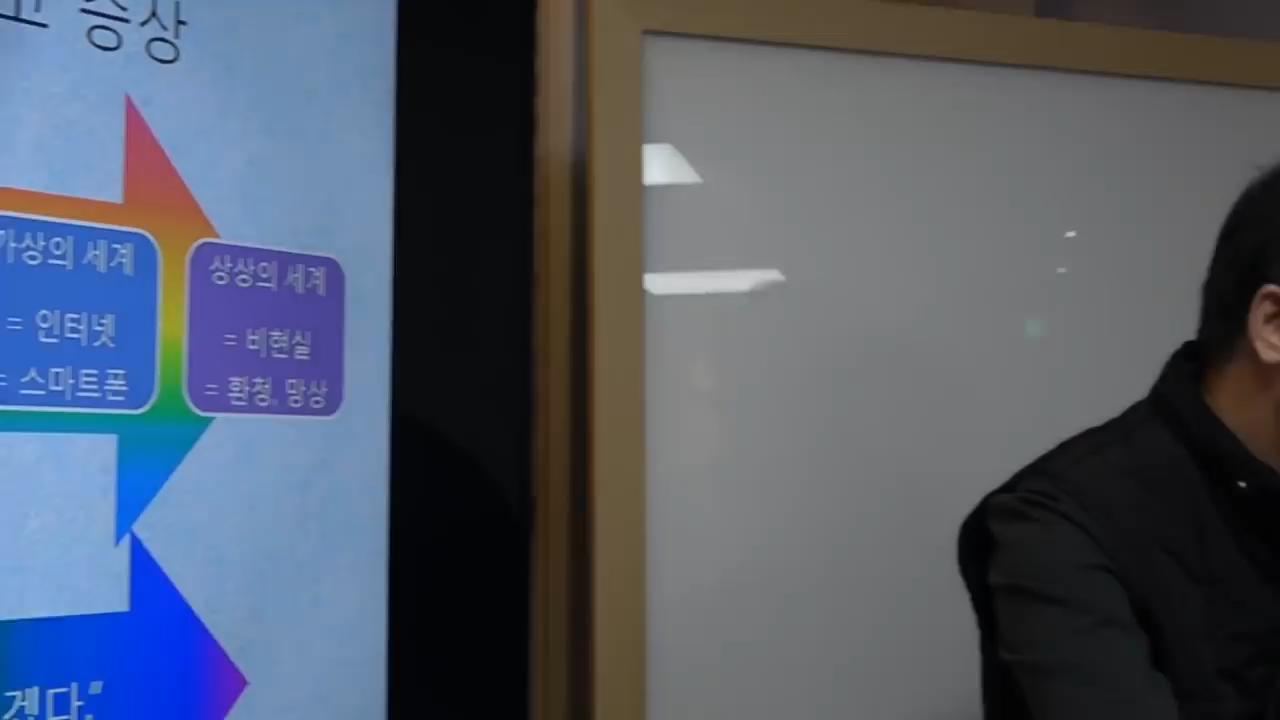 증상
가상의 세계
= 인터넷
= 스마트폰
상상의 세계
= 비현실
= 환청, 망상
겠다."